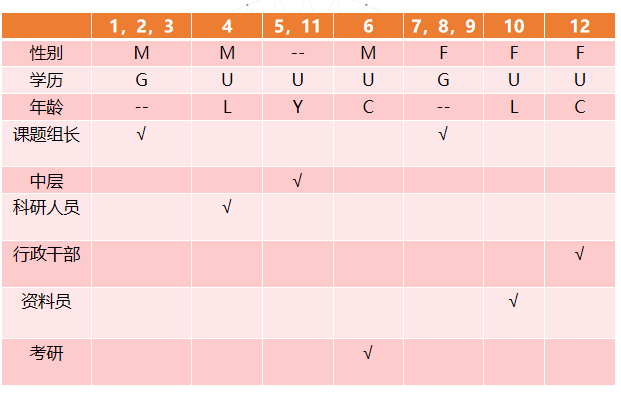 1，2，3 4 5，11 6 7，8，9 10 12
性别 M M -- M F F F
学历 G U U U G U U
年龄 -- L Y C -- L C
课题组长 √ √
中层 √
科研人员 √
行政干部 √
资料员 √
考研 √